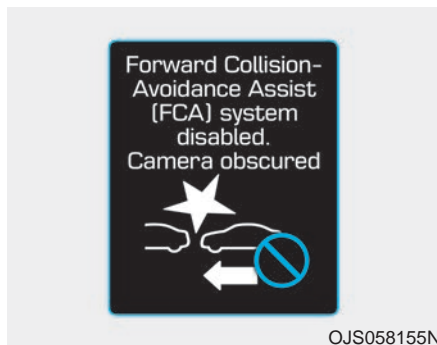 Forward Collision-
Avoidance Assist
(FCA) system
disabled.
Camera obscured
OJS058155N